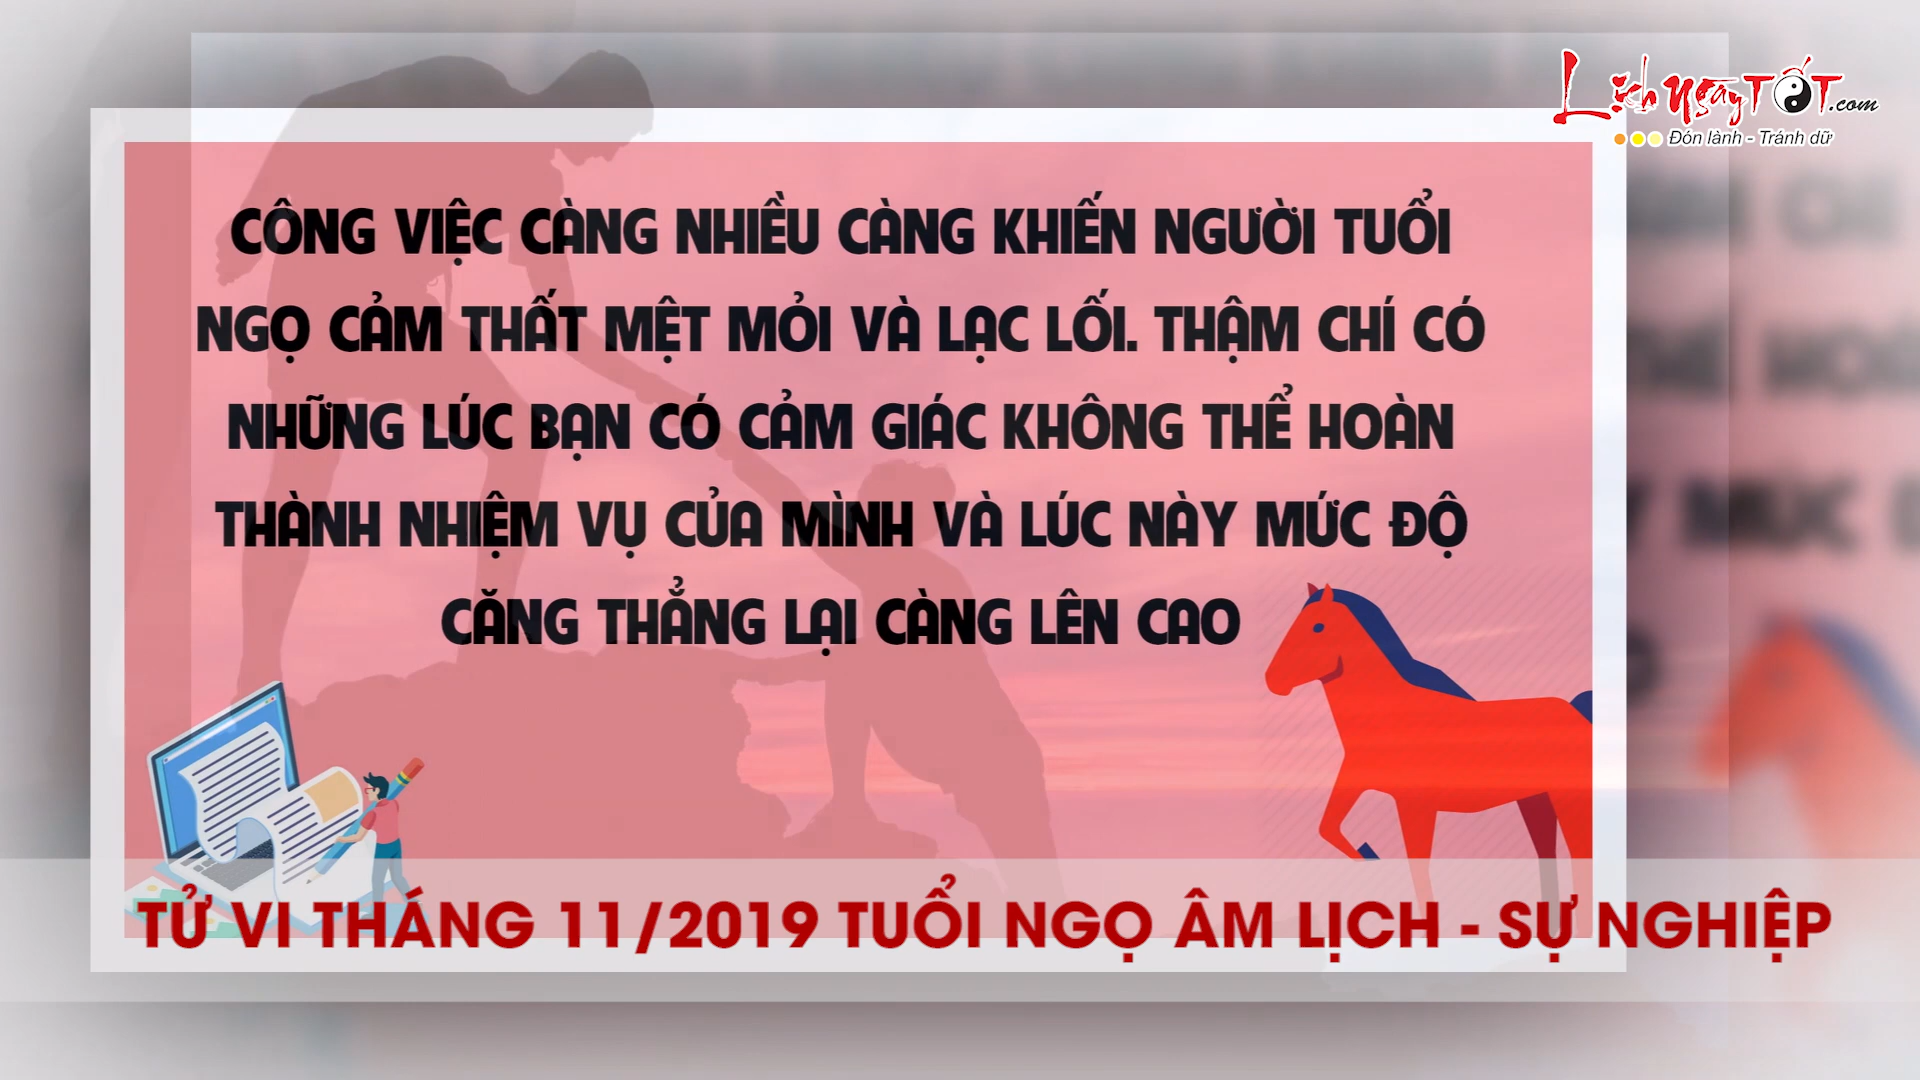 Lịch Ngày TỐT.com
Đón lành - Tránh dữ
CÔNG VIỆC CÀNG NHIỀU CÀNG KHIẾN NGƯỜI TUỔI
NGỌ CẢM THẤT MỆT MỎI VÀ LẠC LỐI. THẬM CHÍ CÓ
NHỮNG LÚC BẠN CÓ CẢM GIÁC KHÔNG THỂ HOÀN
THÀNH NHIỆM VỤ CỦA MÌNH VÀ LÚC NÀY MỨC ĐỘ
CĂNG THẲNG LẠI CÀNG LÊN CAO
TỬ VI THÁNG 11/2019 TUỔI NGỌ ÂM LỊCH - SỰ NGHIỆP